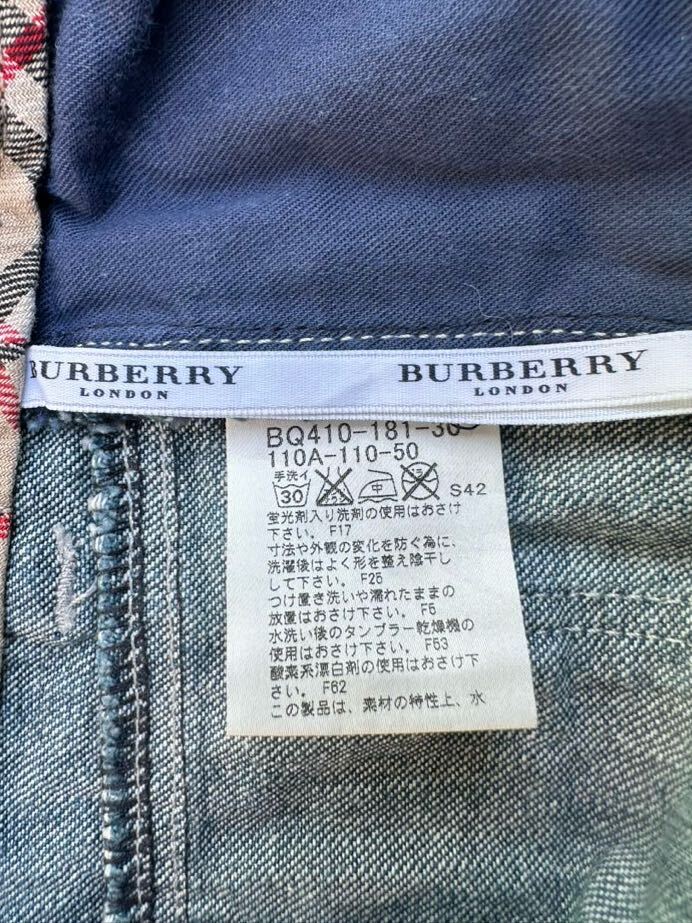 BURBERRY BURBERRY
LONDON LONDON
BQ410-181-30
110A-110-50
手洗イ
30 中 S42
蛍光剤入り洗剤の使用はおさけ
下さい。 F17
寸法や外観の変化を防ぐ為に、
洗濯後はよく形を整え陰干し
して下さい。 F25
つけ置き洗いや濡れたままの
放置はおさけ下さい。 F5
水洗い後のタンブラー乾燥機の
使用はおさけ下さい。 F53
酸素系漂白剤の使用はおさけ下
さい。 F62
この製品は、素材の特性上、水